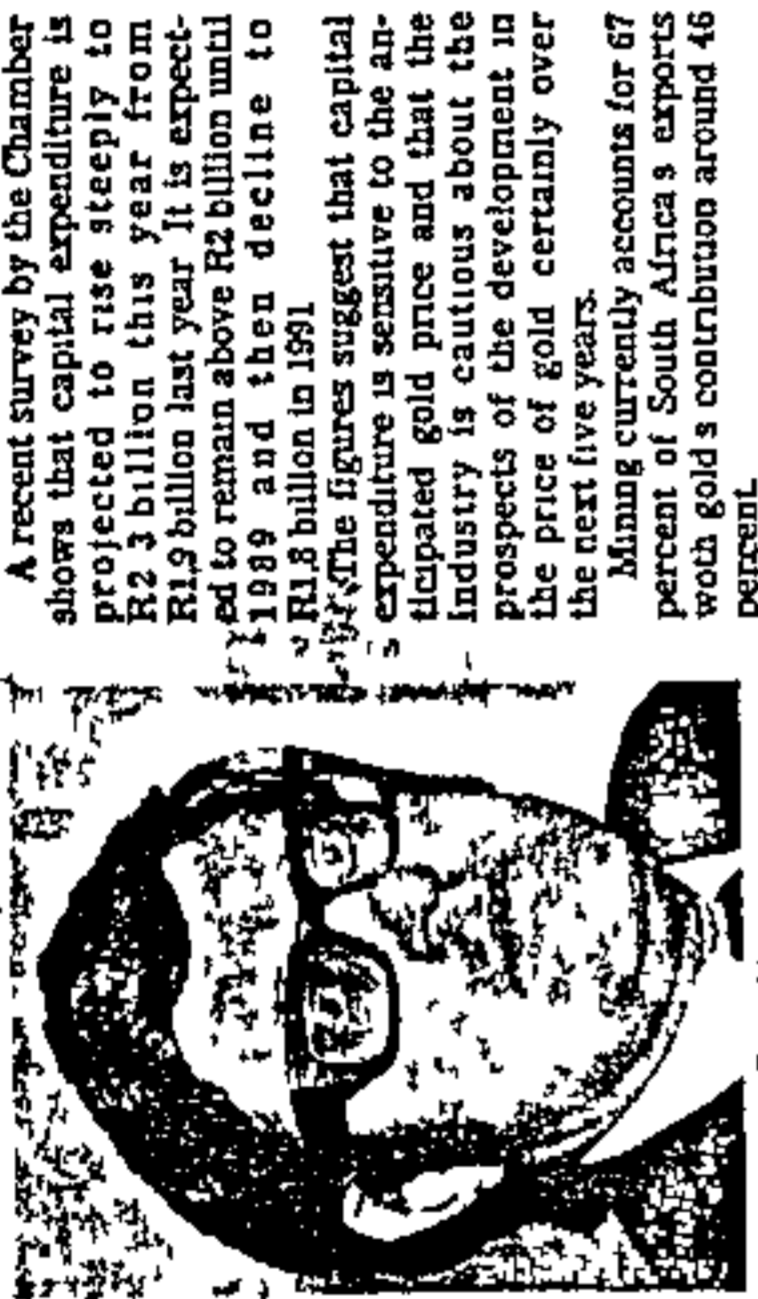 A recent survey by the Chamber
shows that capital expenditure is
projected to rise steeply to
R2 3 billion this year from
R1,9 billion last year It is expect-
ed to remain above R2 billion until
1989 and then decline to
R1,8 billion in 1991
The figures suggest that capital
expenditure is sensitive to the an-
ticipated gold price and that the
industry is cautious about the
prospects of the development in
the price of gold certainly over
the next five years.
Mining currently accounts for 67
percent of South Africa s exports
woth gold s contribution around 46
percent.